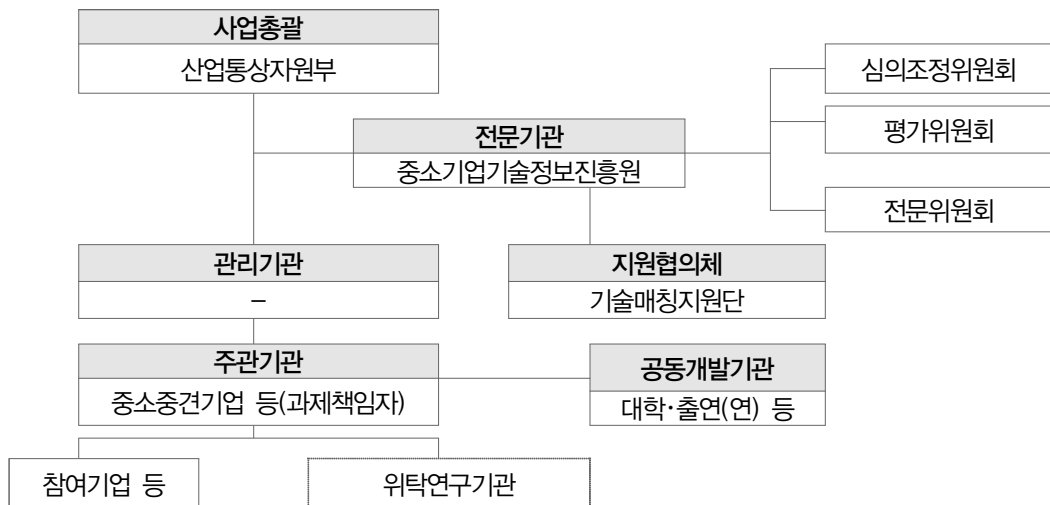 사업총괄
산업통상자원부
심의조정위원회
평가위원회
전문기관
중소기업기술정보진흥원
전문위원회
관리기관
–
지원협의체
기술매칭지원단
주관기관
중소중견기업 등(과제책임자)
공동개발기관
대학·출연(연) 등
참여기업 등
위탁연구기관